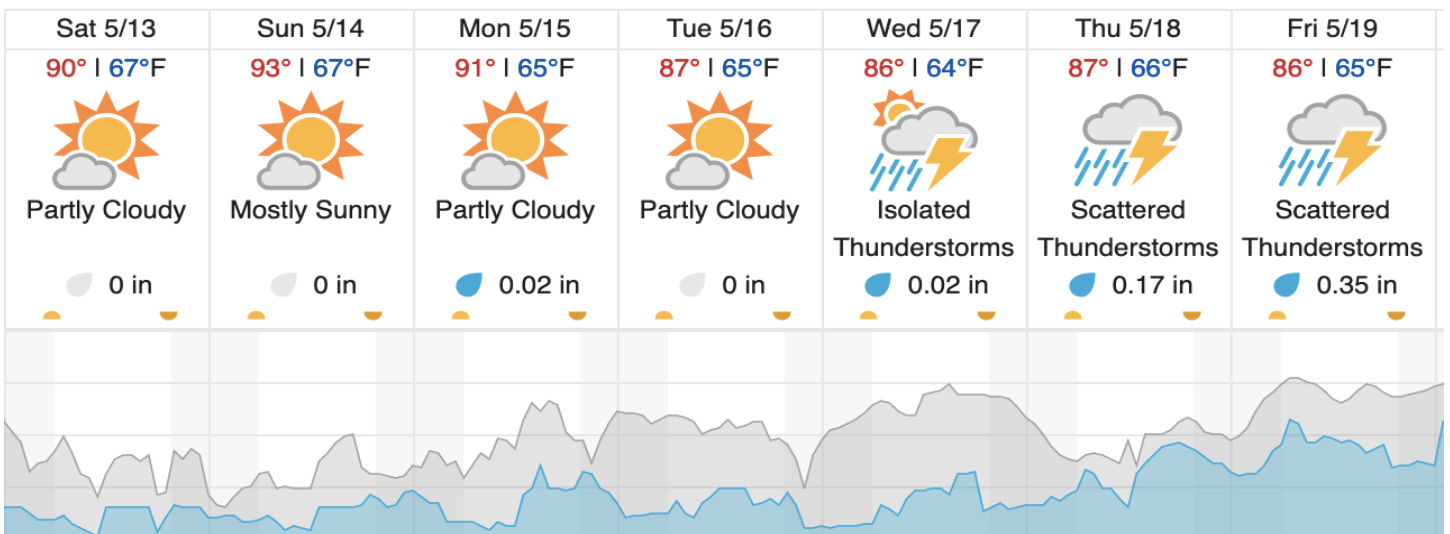 Sat 5/13 Sun 5/14 Mon 5/15 Tue 5/16 Wed 5/17 Thu 5/18 Fri 5/19
90° | 67°F 93° | 67°F 91° | 65°F 87° | 65°F 86° | 64°F 87° | 66°F 86° | 65°F
Partly Cloudy Mostly Sunny Partly Cloudy Partly Cloudy Isolated Scattered Scattered
Thunderstorms Thunderstorms Thunderstorms
0 in 0 in 0.02 in 0 in 0.02 in 0.17 in 0.35 in